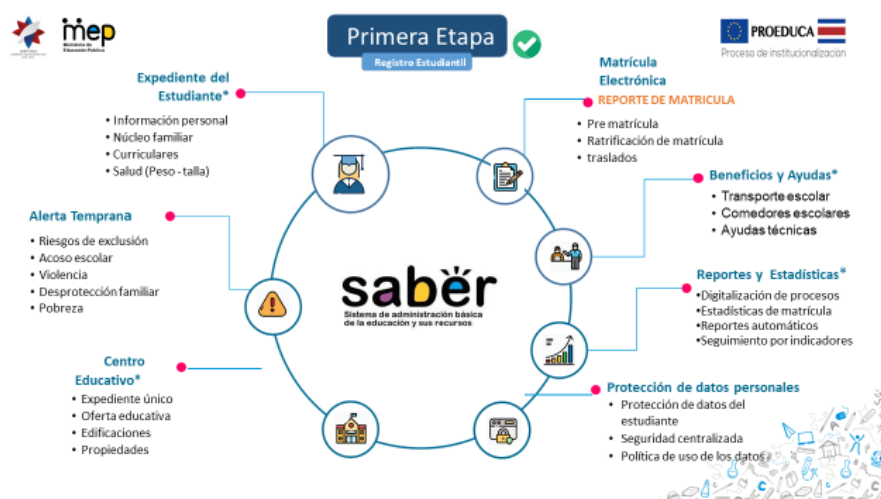 mep
Ministerio de
Educación Pública
Primera Etapa
Registro Estudiantil
PROEDUCA
Proceso de institucionalización
Expediente del
Estudiante*
• Información personal
• Núcleo familiar
• Curriculares
• Salud (Peso - talla)
Matrícula
Electrónica
REPORTE DE MATRICULA
• Pre matrícula
• Ratrificación de matrícula
• traslados
Beneficios y Ayudas*
• Transporte escolar
• Comedores escolares
• Ayudas técnicas
Alerta Temprana
• Riesgos de exclusión
• Acoso escolar
• Violencia
• Desprotección familiar
• Pobreza
saber
Sistema de administración básica
de la educación y sus recursos
Reportes y Estadísticas*
•Digitalización de procesos
•Estadísticas de matrícula
•Reportes automáticos
•Seguimiento por indicadores
Centro
Educativo*
• Expediente único
• Oferta educativa
• Edificaciones
• Propiedades
Protección de datos personales
• Protección de datos del
estudiante
• Seguridad centralizada
• Política de uso de los datos